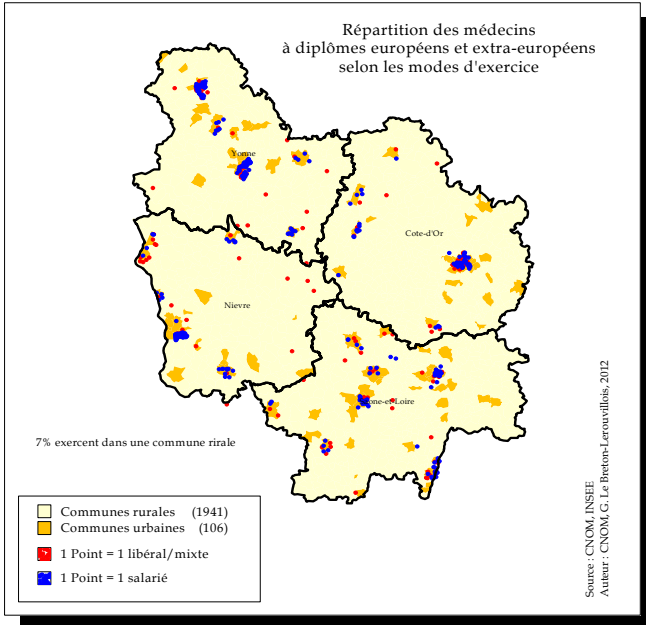 Répartition des médecins
à diplômes européens et extra-européens
selon les modes d'exercice
Yonne
Cote-d'Or
Nievre
one-et-Loire
7% exercent dans une commune rirale
Communes rurales (1941)
Communes urbaines (106)
1 Point = 1 libéral/mixte
1 Point = 1 salarié
Source : CNOM, INSEE
Auteur : CNOM, G. Le Breton-Lerouvillois, 2012